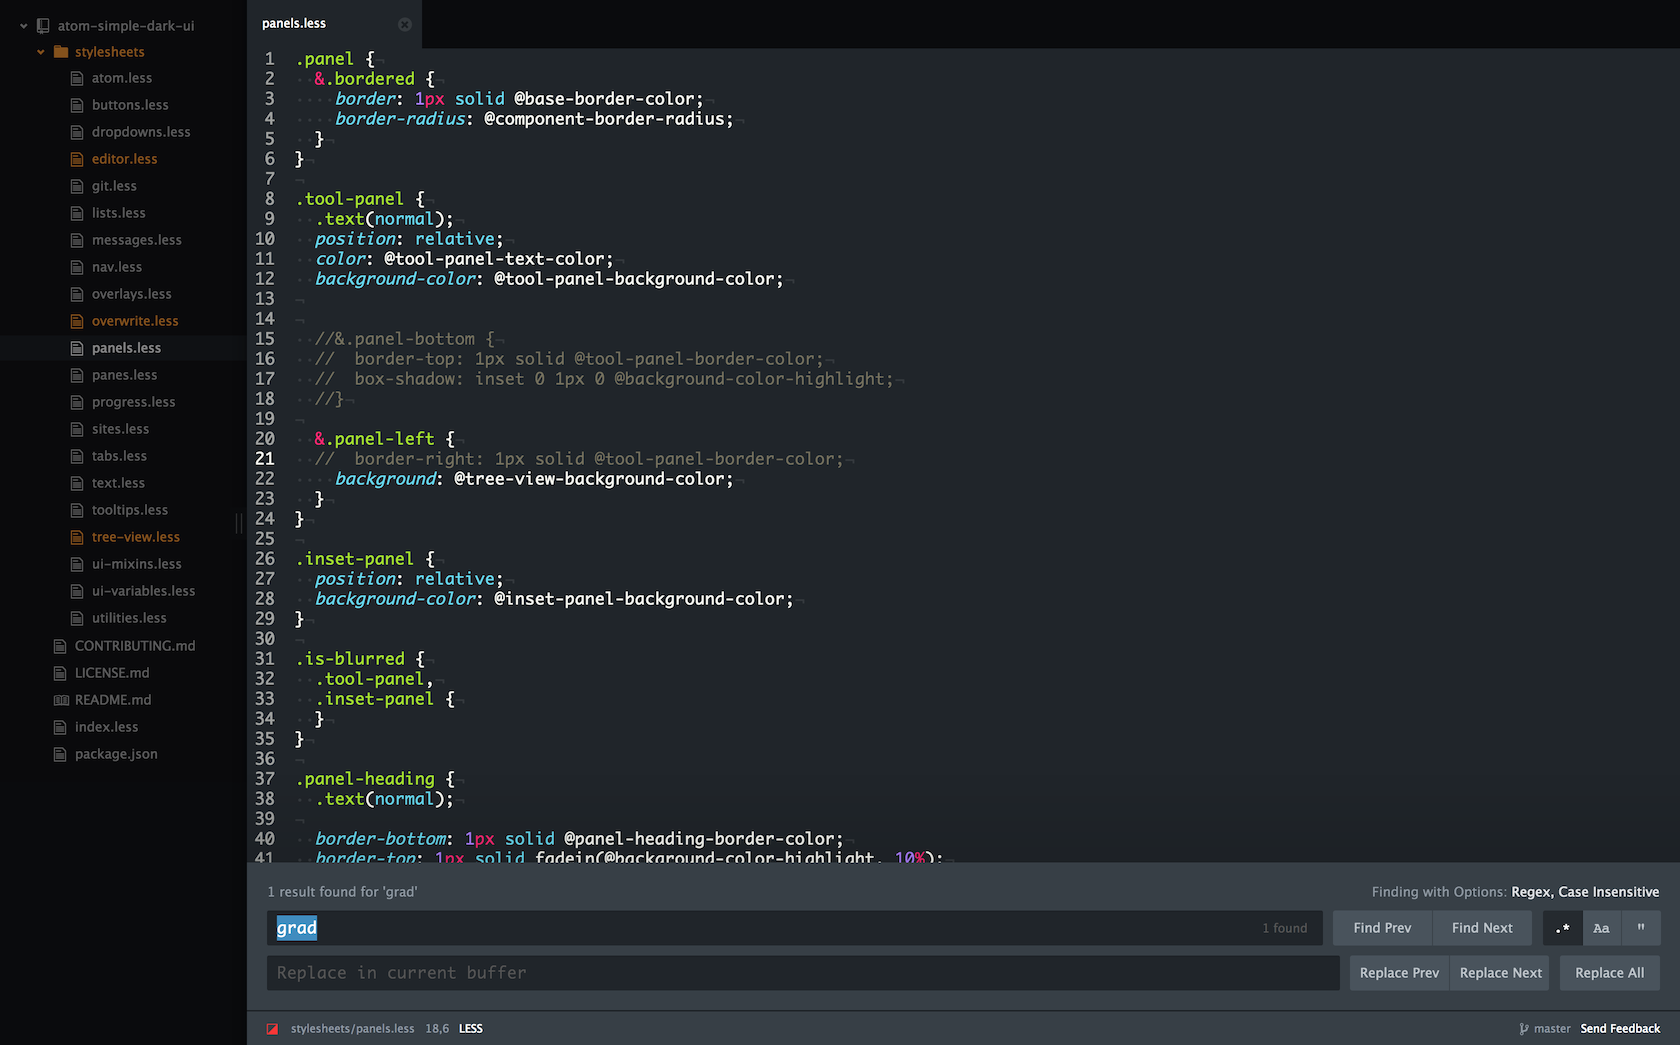 atom-simple-dark-ui
stylesheets
atom.less
buttons.less
dropdowns.less
editor.less
git.less
lists.less
messages.less
nav.less
overlays.less
overwrite.less
panels.less
panes.less
progress.less
sites.less
tabs.less
text.less
tooltips.less
tree-view.less
ui-mixins.less
ui-variables.less
utilities.less
CONTRIBUTING.md
LICENSE.md
README.md
index.less
package.json
panels.less
1 .panel {
2 &.bordered {
3 border: 1px solid @base-border-color;
4 border-radius: @component-border-radius;
5 }
6 }
7
8 .tool-panel {
9 .text(normal);
10 position: relative;
11 color: @tool-panel-text-color;
12 background-color: @tool-panel-background-color;
13
14
15 //&.panel-bottom {
16 //  border-top: 1px solid @tool-panel-border-color;
17 //  box-shadow: inset 0 1px 0 @background-color-highlight;
18 //}
19
20 &.panel-left {
21 //  border-right: 1px solid @tool-panel-border-color;
22 background: @tree-view-background-color;
23 }
24 }
25
26 .inset-panel {
27 position: relative;
28 background-color: @inset-panel-background-color;
29 }
30
31 .is-blurred {
32 .tool-panel,
33 .inset-panel {
34 }
35 }
36
37 .panel-heading {
38 .text(normal);
39
40 border-bottom: 1px solid @panel-heading-border-color;
41 border-top: 1px solid fadein(@background-color-highlight, 10%);
1 result found for 'grad'
Finding with Options: Regex, Case Insensitive
grad
1 found
Find Prev
Find Next
.*
Aa
"
Replace in current buffer
Replace Prev
Replace Next
Replace All
stylesheets/panels.less 18,6 LESS
master Send Feedback